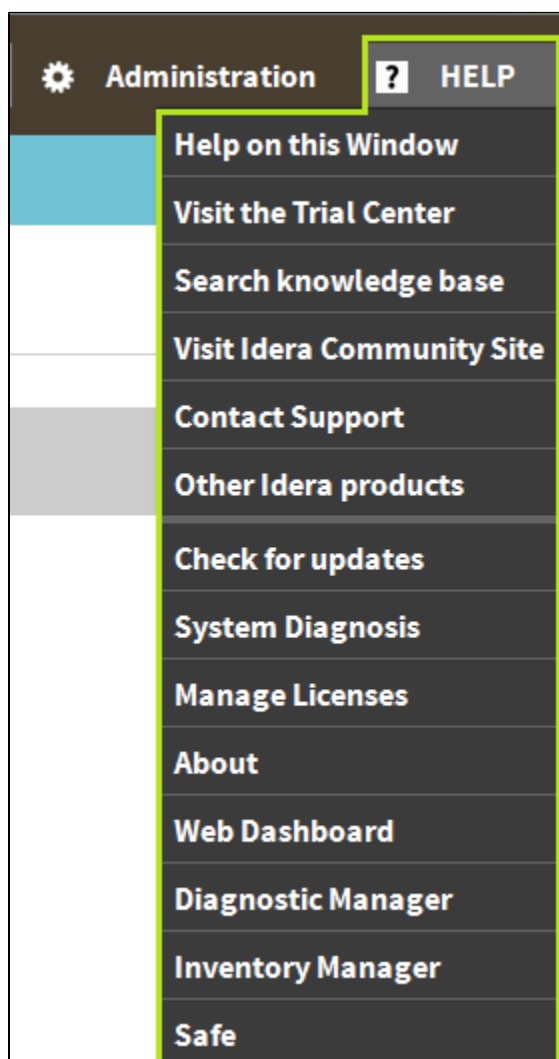 Administration ? HELP
Help on this Window
Visit the Trial Center
Search knowledge base
Visit Idera Community Site
Contact Support
Other Idera products
Check for updates
System Diagnosis
Manage Licenses
About
Web Dashboard
Diagnostic Manager
Inventory Manager
Safe